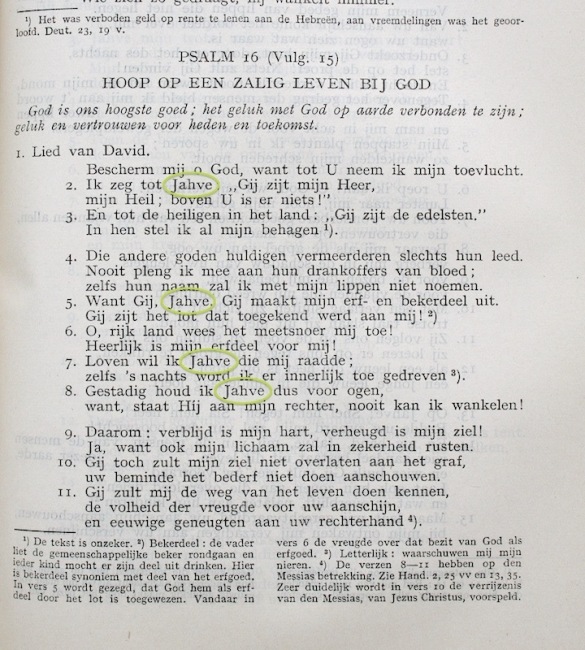 ¹) Het was verboden geld op rente te lenen aan de Hebreën, aan vreemdelingen was het geoor-
loofd. Deut. 23, 19 v.
PSALM 16 (Vulg. 15)
HOOP OP EEN ZALIG LEVEN BIJ GOD
God is ons hoogste goed; het geluk met God op aarde verbonden te zijn;
geluk en vertrouwen voor heden en toekomst.
1. Lied van David.
Bescherm mij o God, want tot U neem ik mijn toevlucht.
2. Ik zeg tot Jahve „Gij zijt mijn Heer,
mijn Heil; boven U is er niets!”
3. En tot de heiligen in het land: „Gij zijt de edelsten.”
In hen stel ik al mijn behagen ¹).
4. Die andere goden huldigen vermeerderen slechts hun leed.
Nooit pleng ik mee aan hun drankoffers van bloed;
zelfs hun naam zal ik met mijn lippen niet noemen.
5. Want Gij, Jahve, Gij maakt mijn erf- en bekerdeel uit.
Gij zijt het lot dat toegekend werd aan mij! ²)
6. O, rijk land wees het meetsnoer mij toe!
Heerlijk is mijn erfdeel voor mij!
7. Loven wil ik Jahve die mij raadde;
zelfs 's nachts word ik er innerlijk toe gedreven ³).
8. Gestadig houd ik Jahve dus voor ogen,
want, staat Hij aan mijn rechter, nooit kan ik wankelen!
9. Daarom: verblijd is mijn hart, verheugd is mijn ziel!
Ja, want ook mijn lichaam zal in zekerheid rusten.
10. Gij toch zult mijn ziel niet overlaten aan het graf,
uw beminde het bederf niet doen aanschouwen.
11. Gij zult mij de weg van het leven doen kennen,
de volheid der vreugde voor uw aanschijn,
en eeuwige geneugten aan uw rechterhand ⁴).
¹) De tekst is onzeker. ²) Bekerdeel: de vader
liet de gemeenschappelijke beker rondgaan en
ieder kind mocht er zijn deel uit drinken. Hier
is bekerdeel synoniem met deel van het erfgoed.
In vers 5 wordt gezegd, dat God hem als erf-
deel door het lot is toegewezen. Vandaar in
vers 6 de vreugde over dat bezit van God als
erfgoed. ³) Letterlijk: waarschuwen mij mijn
nieren. ⁴) De verzen 8—11 hebben op den
Messias betrekking. Zie Hand. 2, 25 vv en 13, 35.
Zeer duidelijk wordt in vers 10 de verrijzenis
van den Messias, van Jezus Christus, voorspeld.